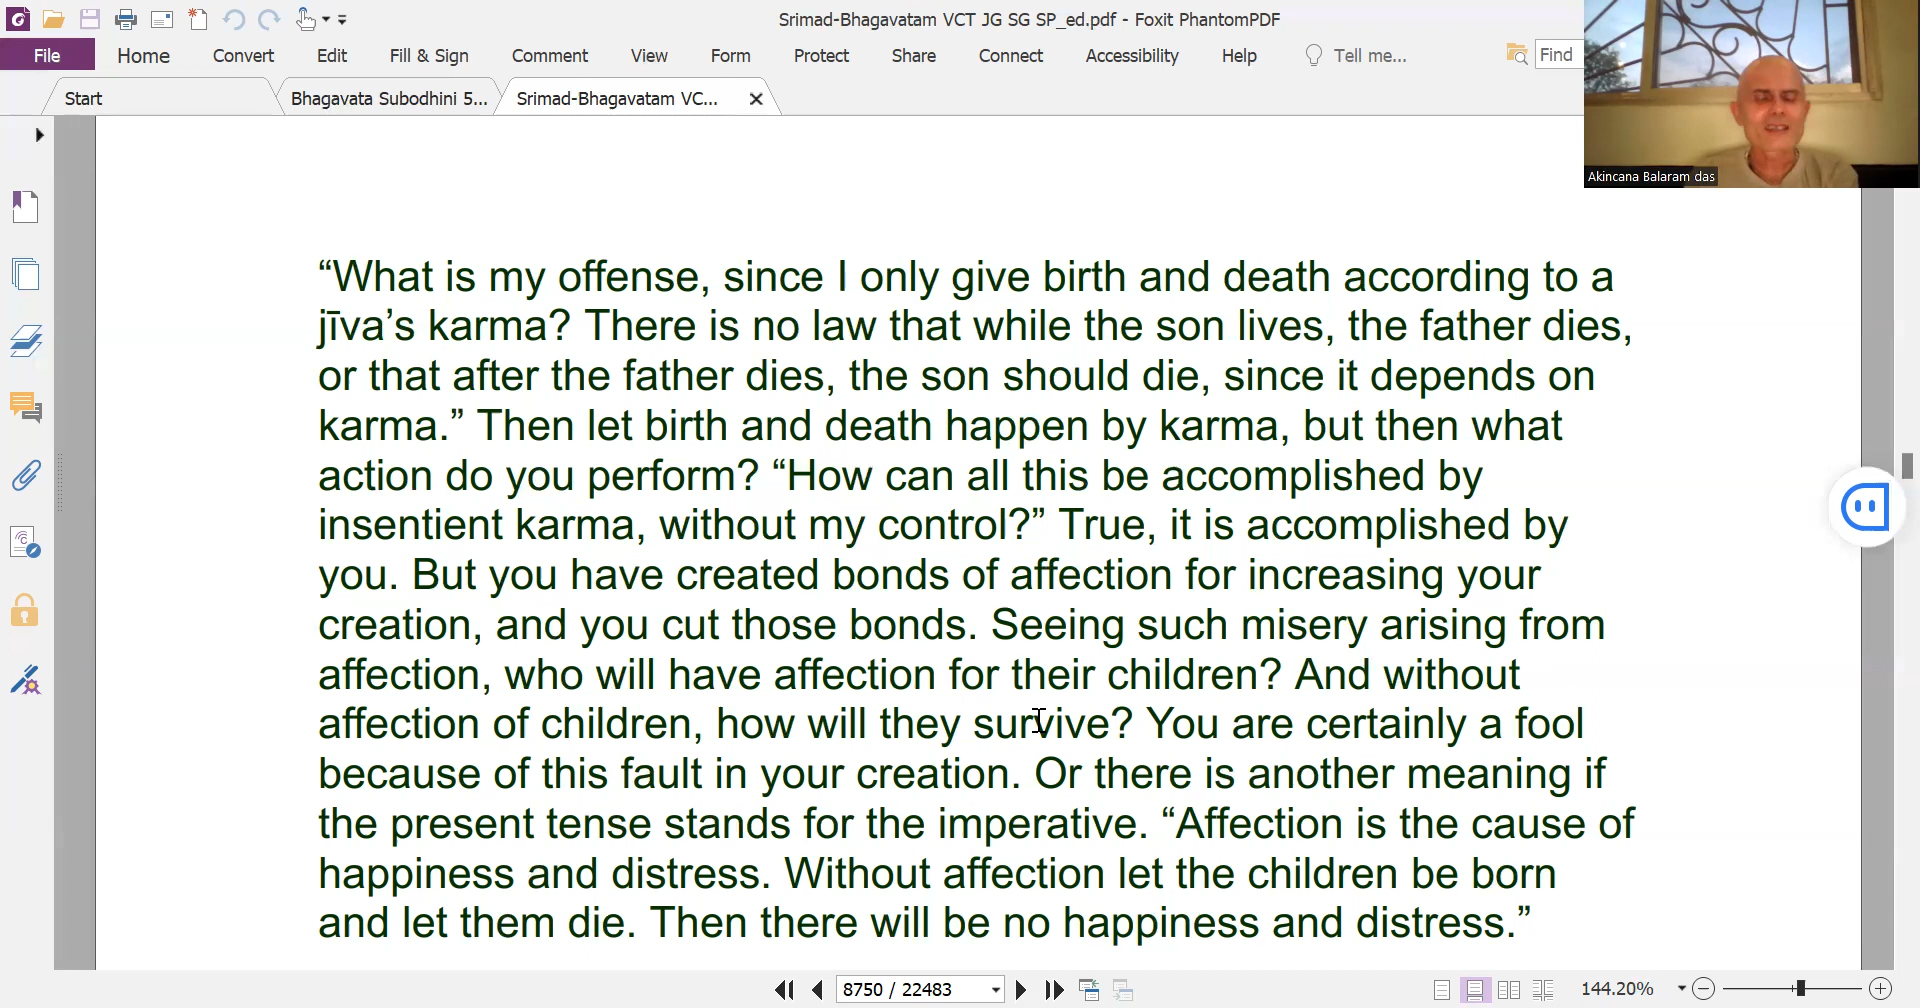 Srimad-Bhagavatam VCT JG SG SP_ed.pdf - Foxit PhantomPDF
File Home Convert Edit Fill & Sign Comment View Form Protect Share Connect Accessibility Help Tell me... Find
Start Bhagavata Subodhini 5... Srimad-Bhagavatam VC...
Akincana Balaram das
“What is my offense, since I only give birth and death according to a
jīva’s karma? There is no law that while the son lives, the father dies,
or that after the father dies, the son should die, since it depends on
karma.” Then let birth and death happen by karma, but then what
action do you perform? “How can all this be accomplished by
insentient karma, without my control?” True, it is accomplished by
you. But you have created bonds of affection for increasing your
creation, and you cut those bonds. Seeing such misery arising from
affection, who will have affection for their children? And without
affection of children, how will they survive? You are certainly a fool
because of this fault in your creation. Or there is another meaning if
the present tense stands for the imperative. “Affection is the cause of
happiness and distress. Without affection let the children be born
and let them die. Then there will be no happiness and distress.”
8750 / 22483 144.20%